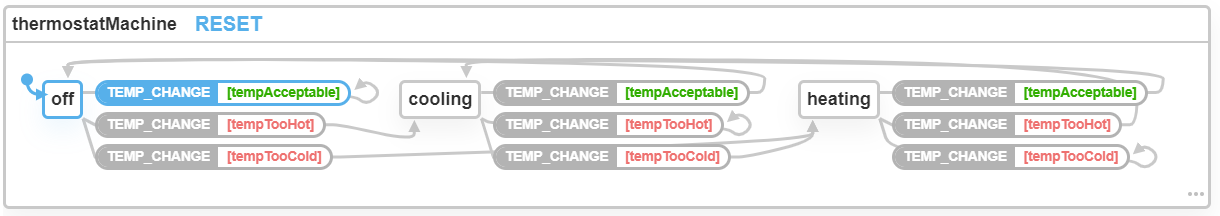 thermostatMachine RESET
off
TEMP_CHANGE [tempAcceptable]
TEMP_CHANGE [tempTooHot]
TEMP_CHANGE [tempTooCold]
cooling
TEMP_CHANGE [tempAcceptable]
TEMP_CHANGE [tempTooHot]
TEMP_CHANGE [tempTooCold]
heating
TEMP_CHANGE [tempAcceptable]
TEMP_CHANGE [tempTooHot]
TEMP_CHANGE [tempTooCold]